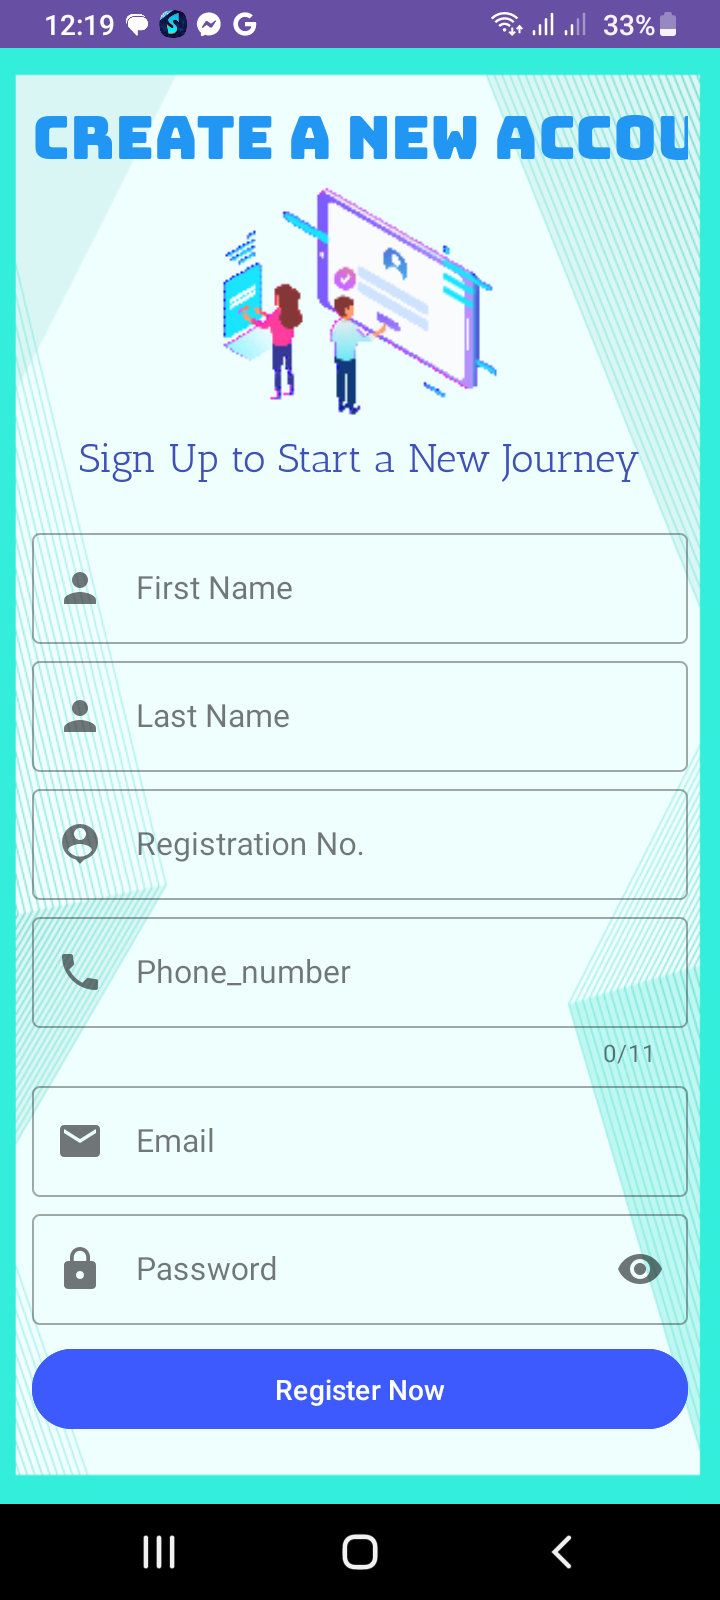 12:19 33%
CREATE A NEW ACCOU
Sign Up to Start a New Journey
First Name
Last Name
Registration No.
Phone_number
0/11
Email
Password
Register Now